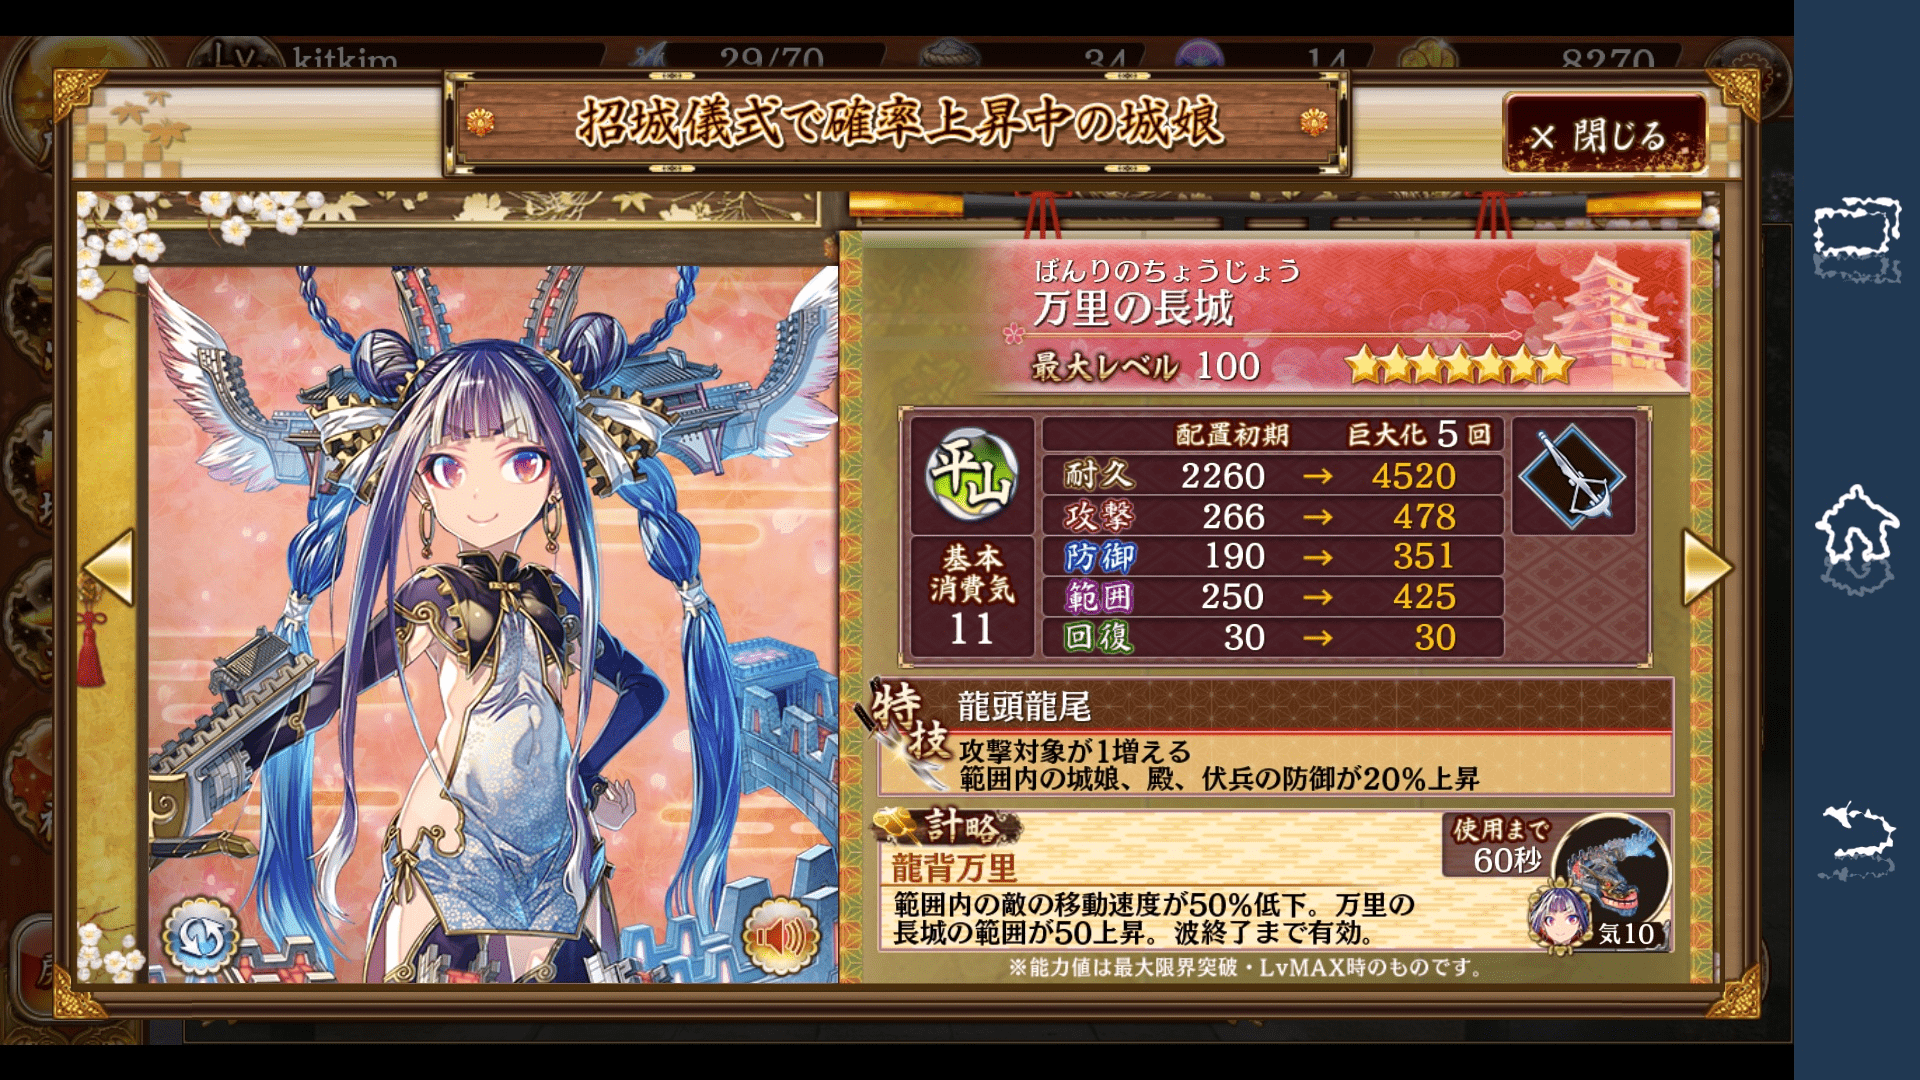 Lv. kitkim 29/70 34 14 8270
招城儀式で確率上昇中の城娘
× 閉じる
ばんりのちょうじょう
万里の長城
最大レベル 100
平山
配置初期 巨大化 5 回
耐久 2260 → 4520
攻撃 266 → 478
防御 190 → 351
範囲 250 → 425
回復 30 → 30
基本
消費気
11
特技 龍頭龍尾
攻撃対象が1増える
範囲内の城娘、殿、伏兵の防御が20%上昇
計略
使用まで
60秒
龍背万里
範囲内の敵の移動速度が50%低下。万里の
長城の範囲が50上昇。波終了まで有効。
気10
※能力値は最大限界突破・LvMAX時のものです。